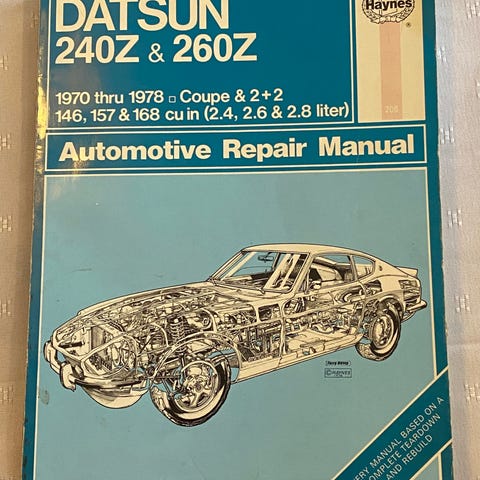 DATSUN
Haynes
®
240Z & 260Z
1970 thru 1978 □ Coupe & 2+2
206
146, 157 & 168 cu in (2.4, 2.6 & 2.8 liter)
Automotive Repair Manual
Terry Davey
© HAYNES
VERY MANUAL BASED ON A
COMPLETE TEARDOWN
AND REBUILD